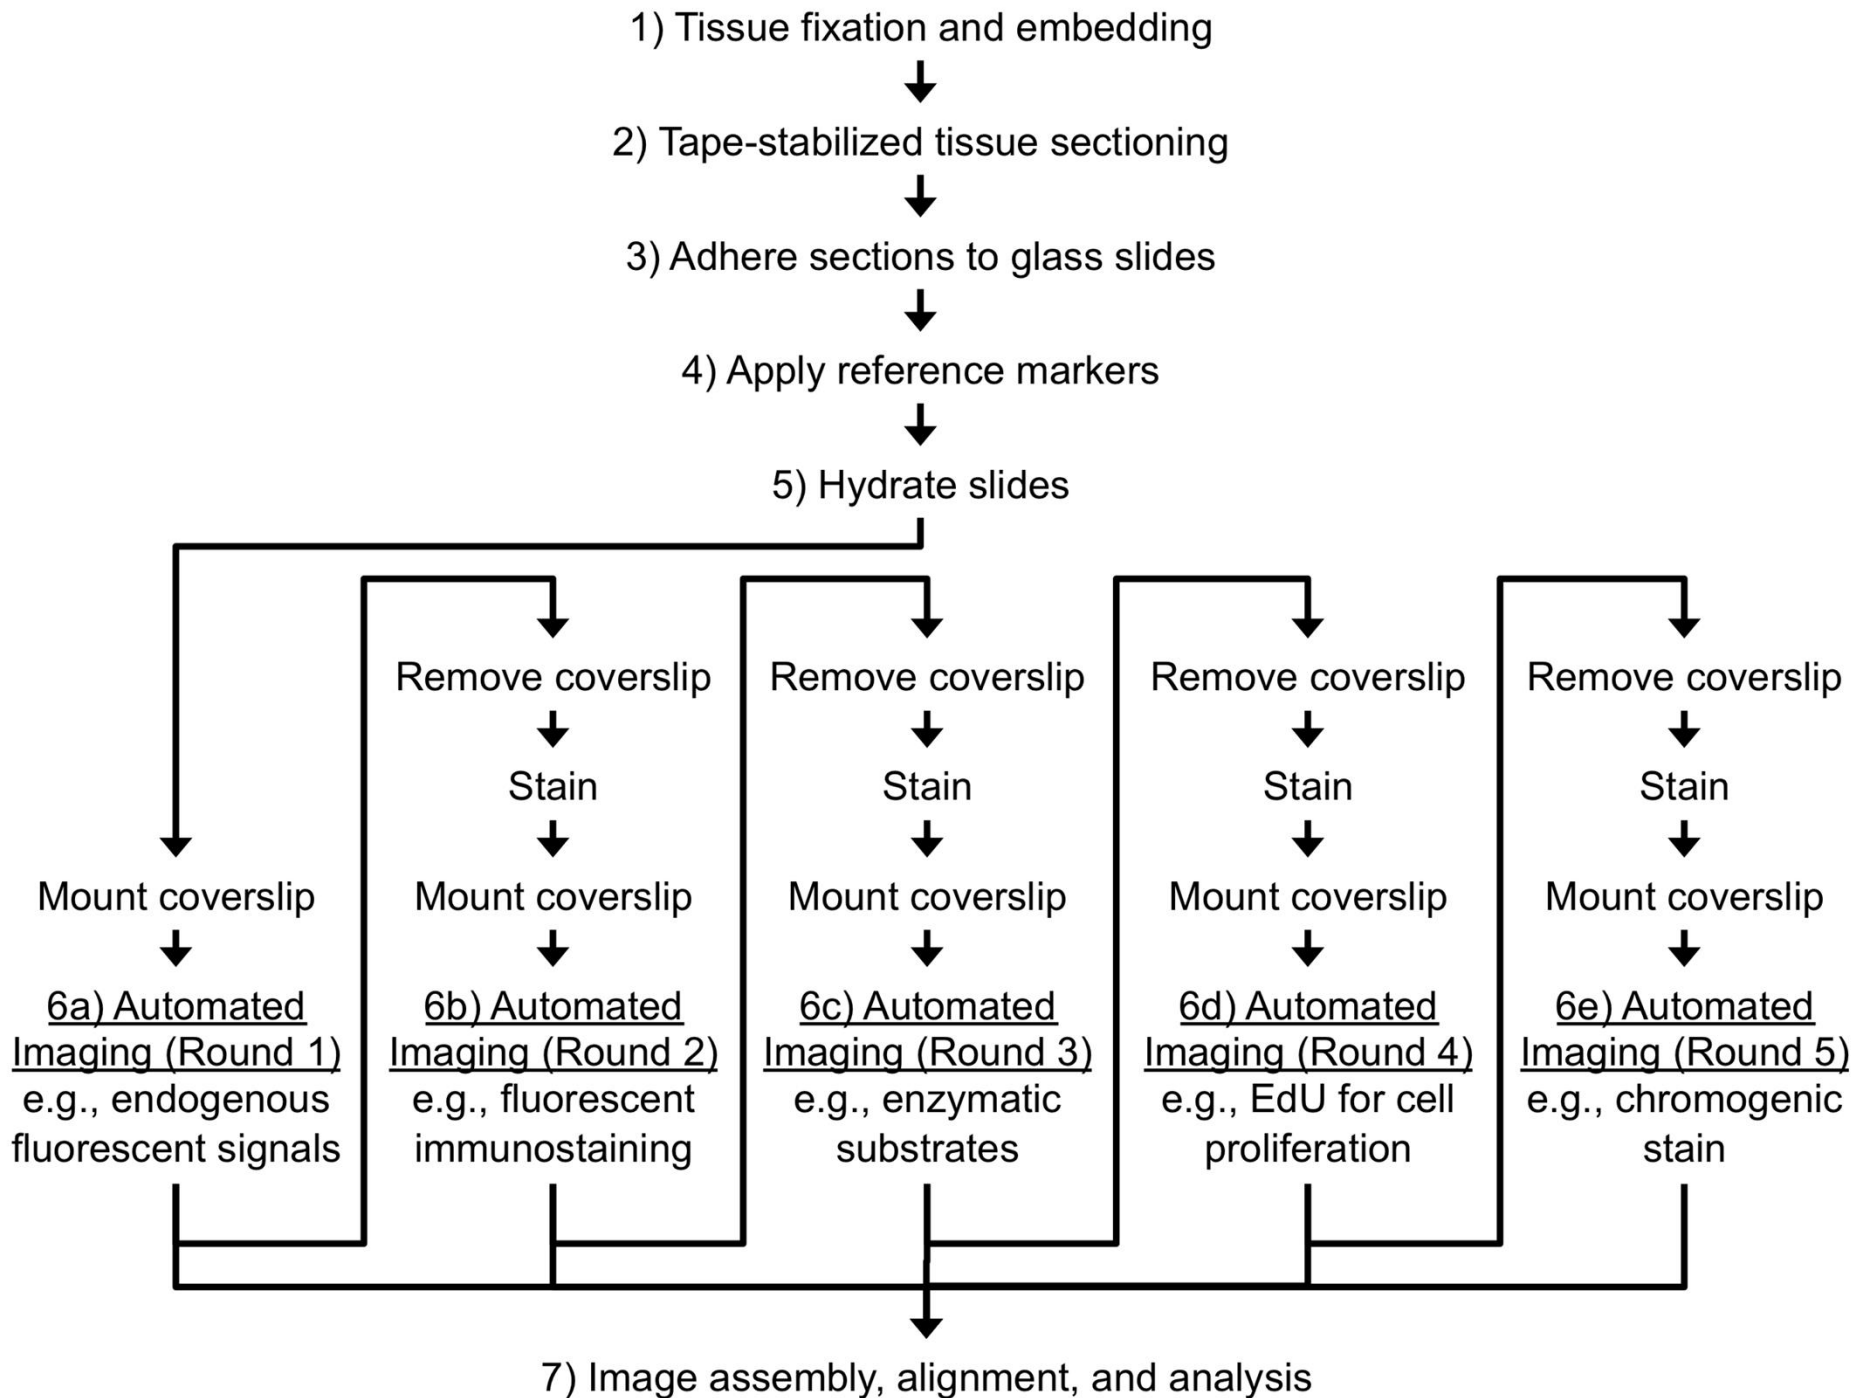 1) Tissue fixation and embedding
2) Tape-stabilized tissue sectioning
3) Adhere sections to glass slides
4) Apply reference markers
5) Hydrate slides
Mount coverslip
6a) Automated
Imaging (Round 1)
e.g., endogenous
fluorescent signals
Remove coverslip
Stain
Mount coverslip
6b) Automated
Imaging (Round 2)
e.g., fluorescent
immunostaining
Remove coverslip
Stain
Mount coverslip
6c) Automated
Imaging (Round 3)
e.g., enzymatic
substrates
Remove coverslip
Stain
Mount coverslip
6d) Automated
Imaging (Round 4)
e.g., EdU for cell
proliferation
Remove coverslip
Stain
Mount coverslip
6e) Automated
Imaging (Round 5)
e.g., chromogenic
stain
7) Image assembly, alignment, and analysis